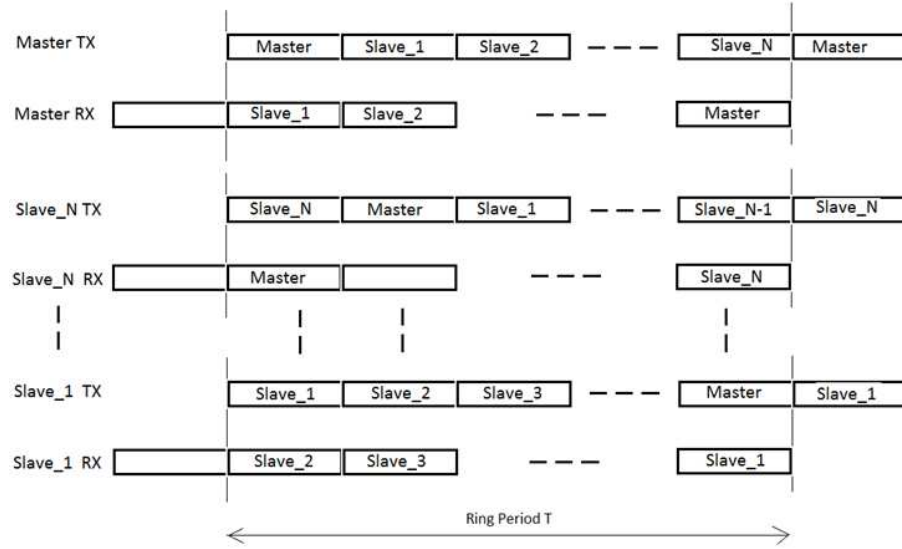 Master TX Master Slave_1 Slave_2 Slave_N Master
Master RX Slave_1 Slave_2 Master
Slave_N TX Slave_N Master Slave_1 Slave_N-1 Slave_N
Slave_N RX Master Slave_N
Slave_1 TX Slave_1 Slave_2 Slave_3 Master Slave_1
Slave_1 RX Slave_2 Slave_3 Slave_1
Ring Period T